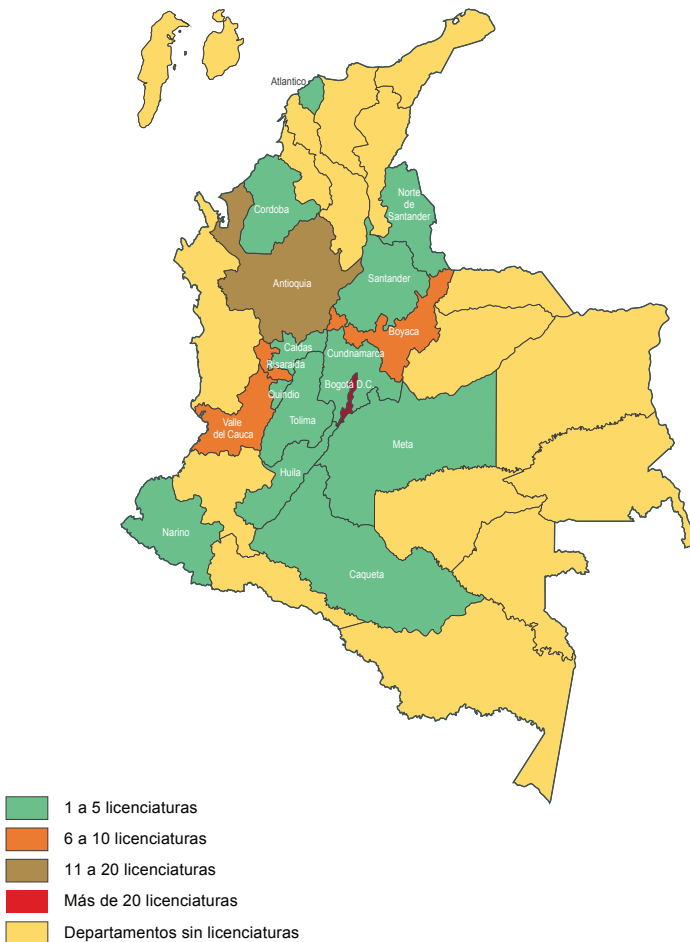 Atlantico
Cordoba
Norte
de
Santander
Antioquia
Santander
Boyaca
Caldas
Cundnamarca
Risaralda
Bogotá D.C.
Quindio
Tolima
Valle
del Cauca
Meta
Huila
Narino
Caqueta
1 a 5 licenciaturas
6 a 10 licenciaturas
11 a 20 licenciaturas
Más de 20 licenciaturas
Departamentos sin licenciaturas